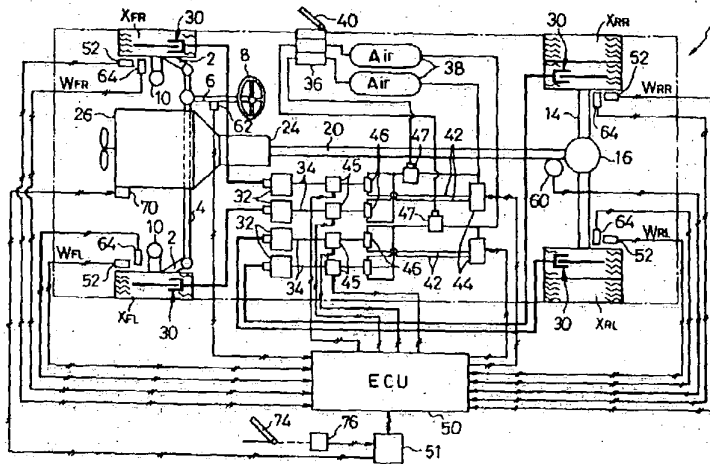 XFR 30 40 XRR
52 2 Air 30 52
64 6 8 38
WFR 10 36 Air WRR
26 62 14 64
24 20 46 47 42 16
32 34 45 60
70 4 47
64 10 32 64 WRL
WFL 2 52
52 34 45 46 42 44
30 30
XFL XRL
ECU
50
74 76 51